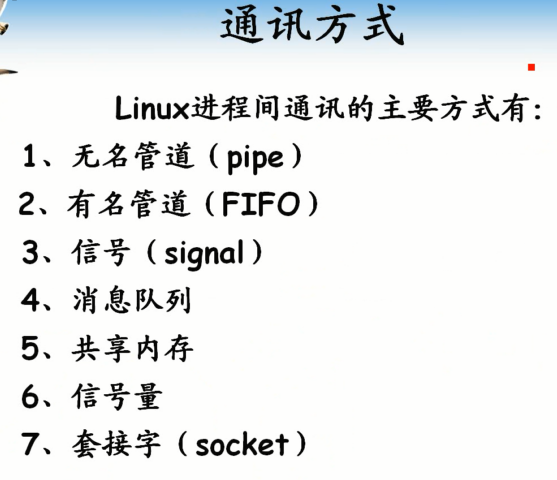 通讯方式
Linux进程间通讯的主要方式有：
1、无名管道（pipe）
2、有名管道（FIFO）
3、信号（signal）
4、消息队列
5、共享内存
6、信号量
7、套接字（socket）